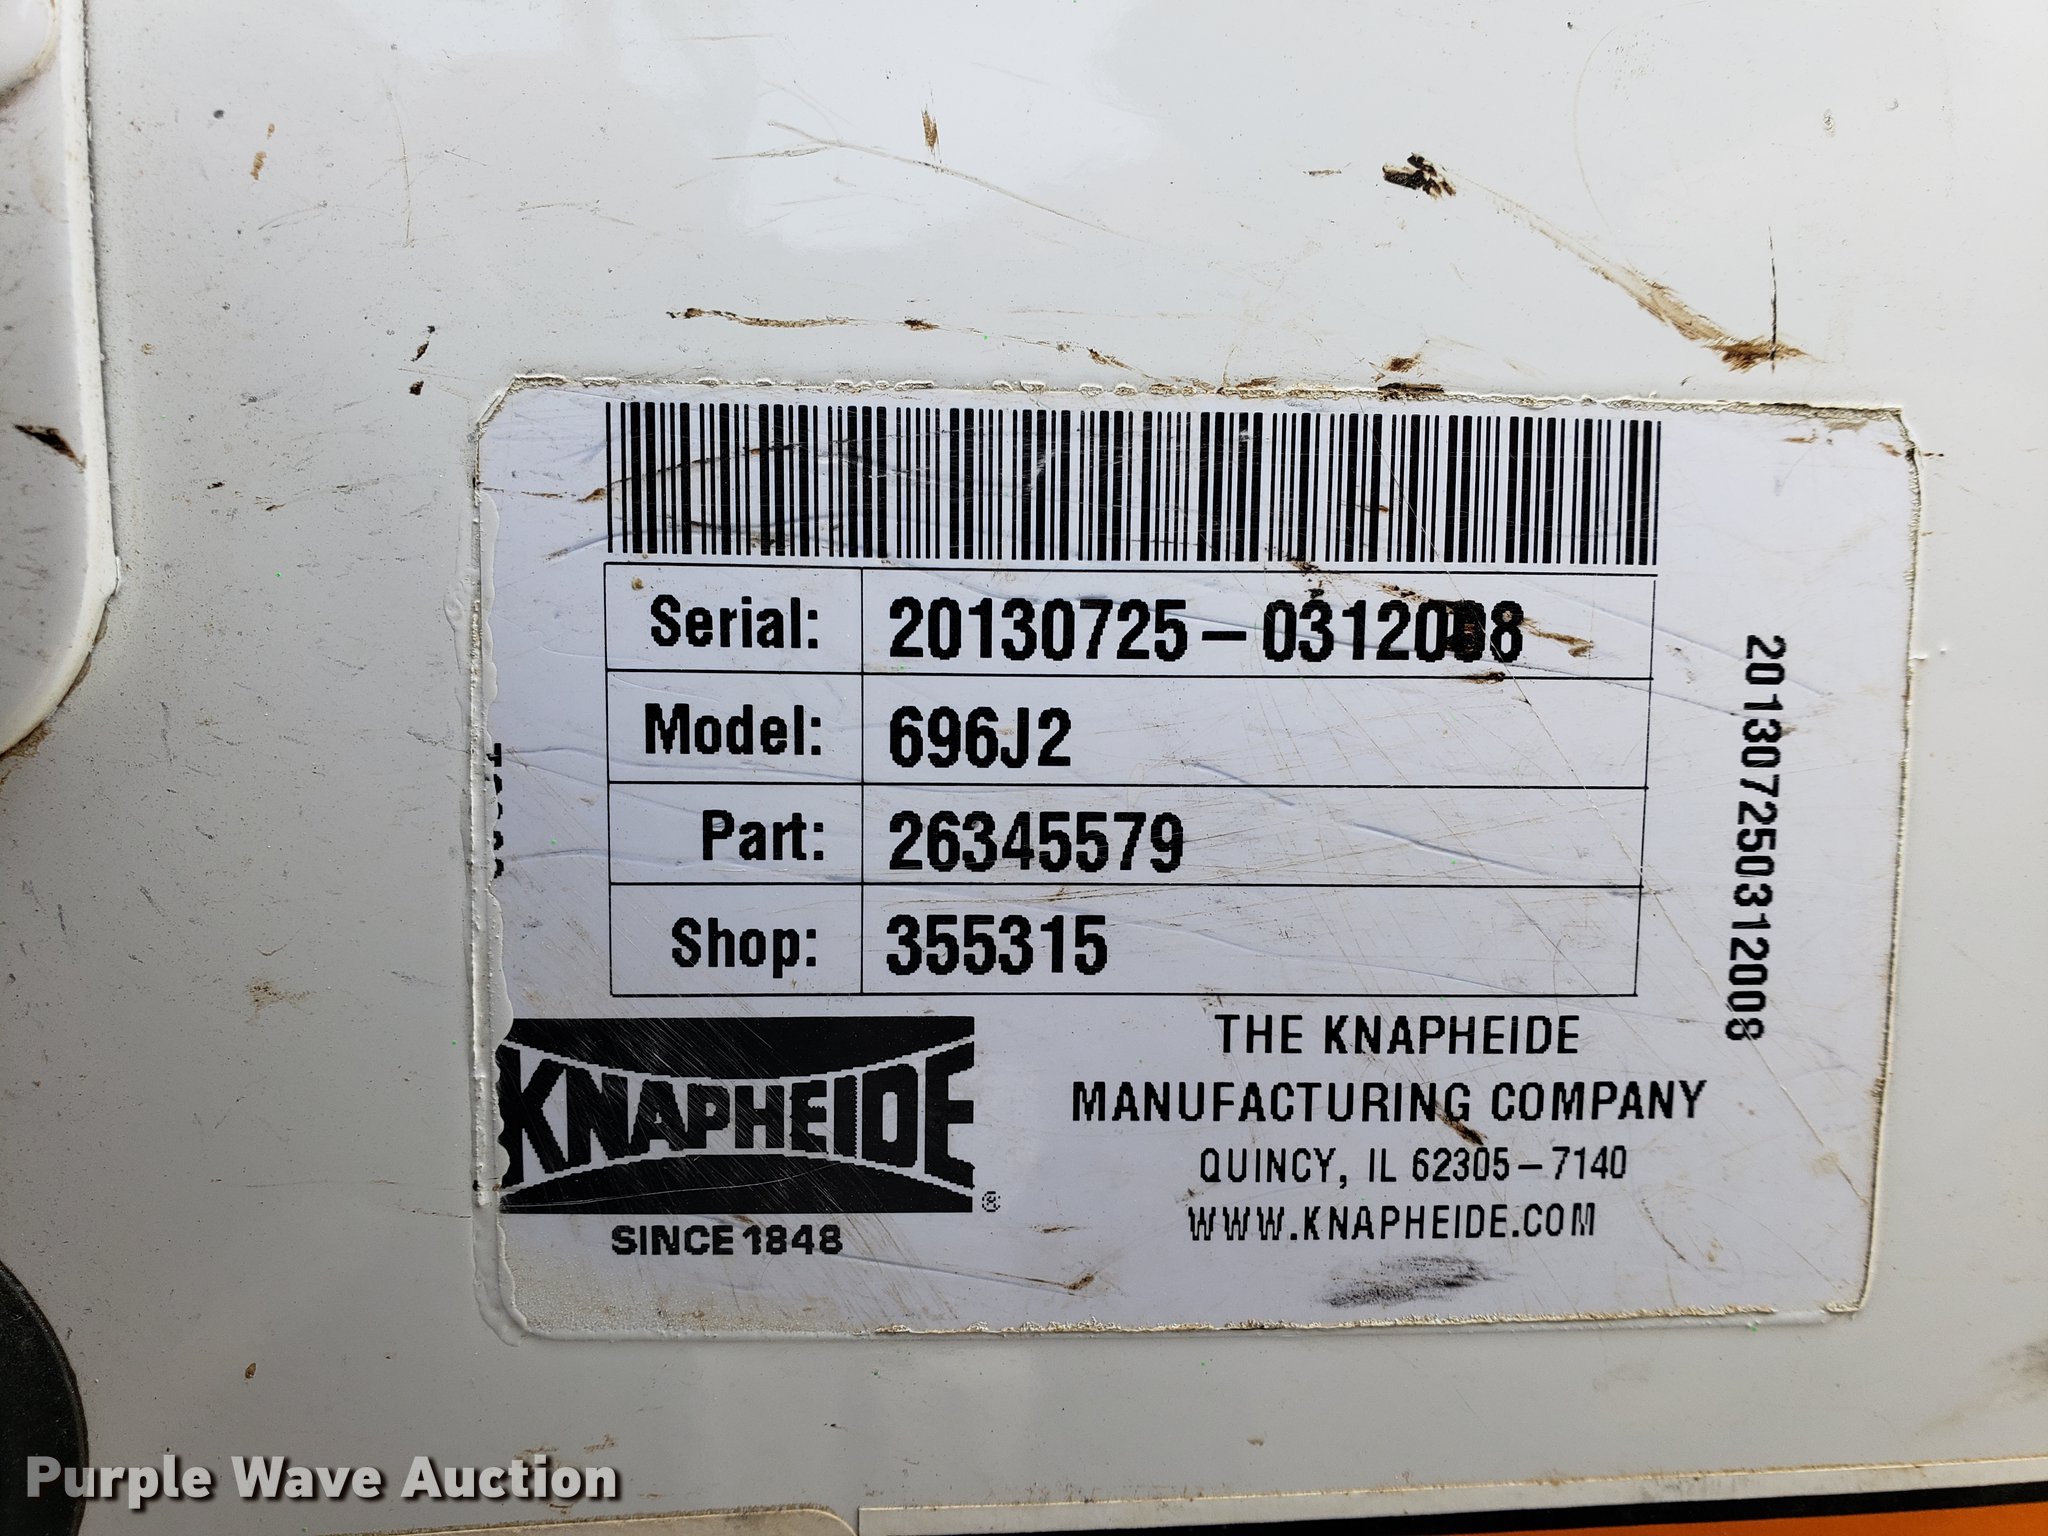 Serial: 20130725-0312008
Model: 696J2
Part: 26345579
Shop: 355315
201307250312008
KNAPHEIDE®
SINCE 1848
THE KNAPHEIDE
MANUFACTURING COMPANY
QUINCY, IL 62305-7140
WWW.KNAPHEIDE.COM
Purple Wave Auction